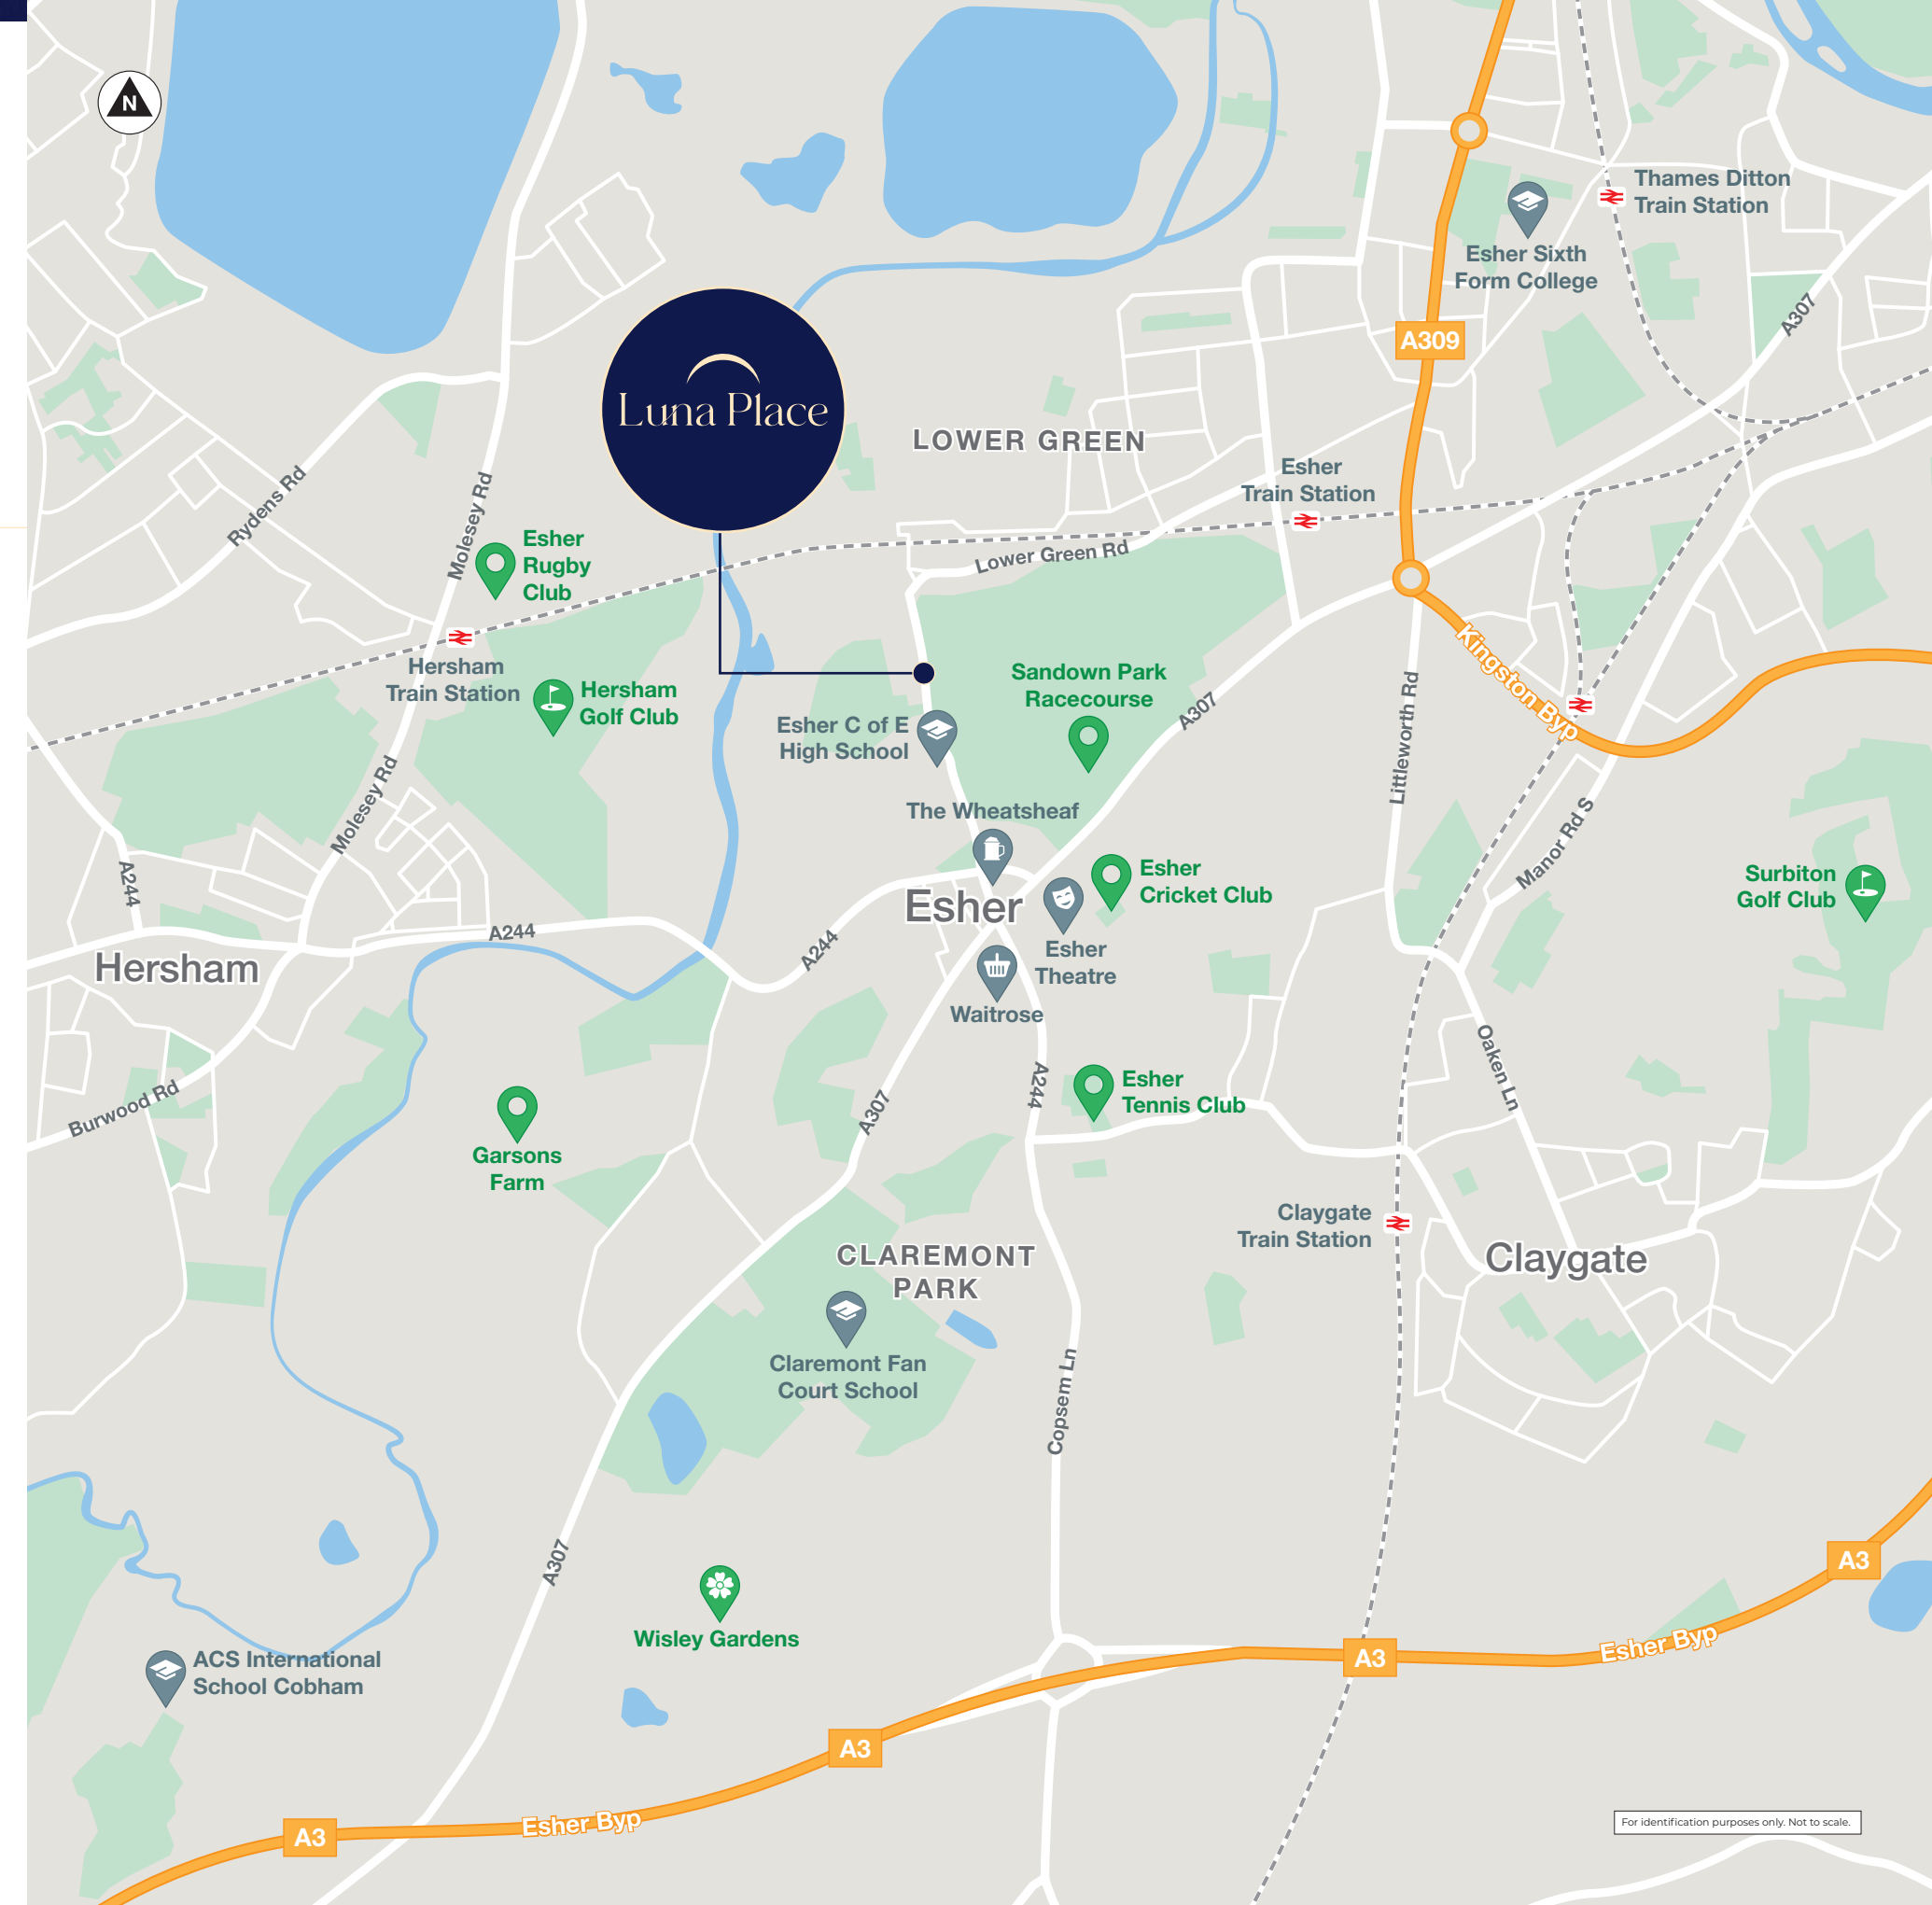 N
Thames Ditton
Train Station
Esher Sixth
Form College
A307
A309
Luna Place
LOWER GREEN
Esher
Train Station
Rydens Rd
Molesey Rd
Esher
Rugby
Club
Lower Green Rd
Hersham
Train Station
Hersham
Golf Club
Kingston Byp
Sandown Park
Racecourse
A307
Esher C of E
High School
Littleworth Rd
Molesey Rd
The Wheatsheaf
Manor Rd S
A244
Esher
Cricket Club
Surbiton
Golf Club
Esher
A244
A244
Hersham
Esher
Theatre
Waitrose
Oaken Ln
Burwood Rd
A307
A244
Esher
Tennis Club
Garsons
Farm
Claygate
Train Station
Claygate
CLAREMONT
PARK
Claremont Fan
Court School
Copsem Ln
A307
A3
Wisley Gardens
Esher Byp
A3
ACS International
School Cobham
A3
Esher Byp
A3
For identification purposes only. Not to scale.